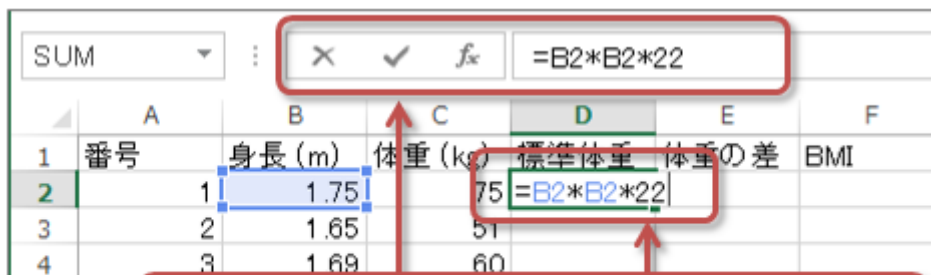 SUM fx =B2*B2*22
A B C D E F
1 番号 身長(m) 体重(kg) 標準体重 体重の差 BMI
2 1 1.75 75 =B2*B2*22
3 2 1.65 51
4 3 1.69 60